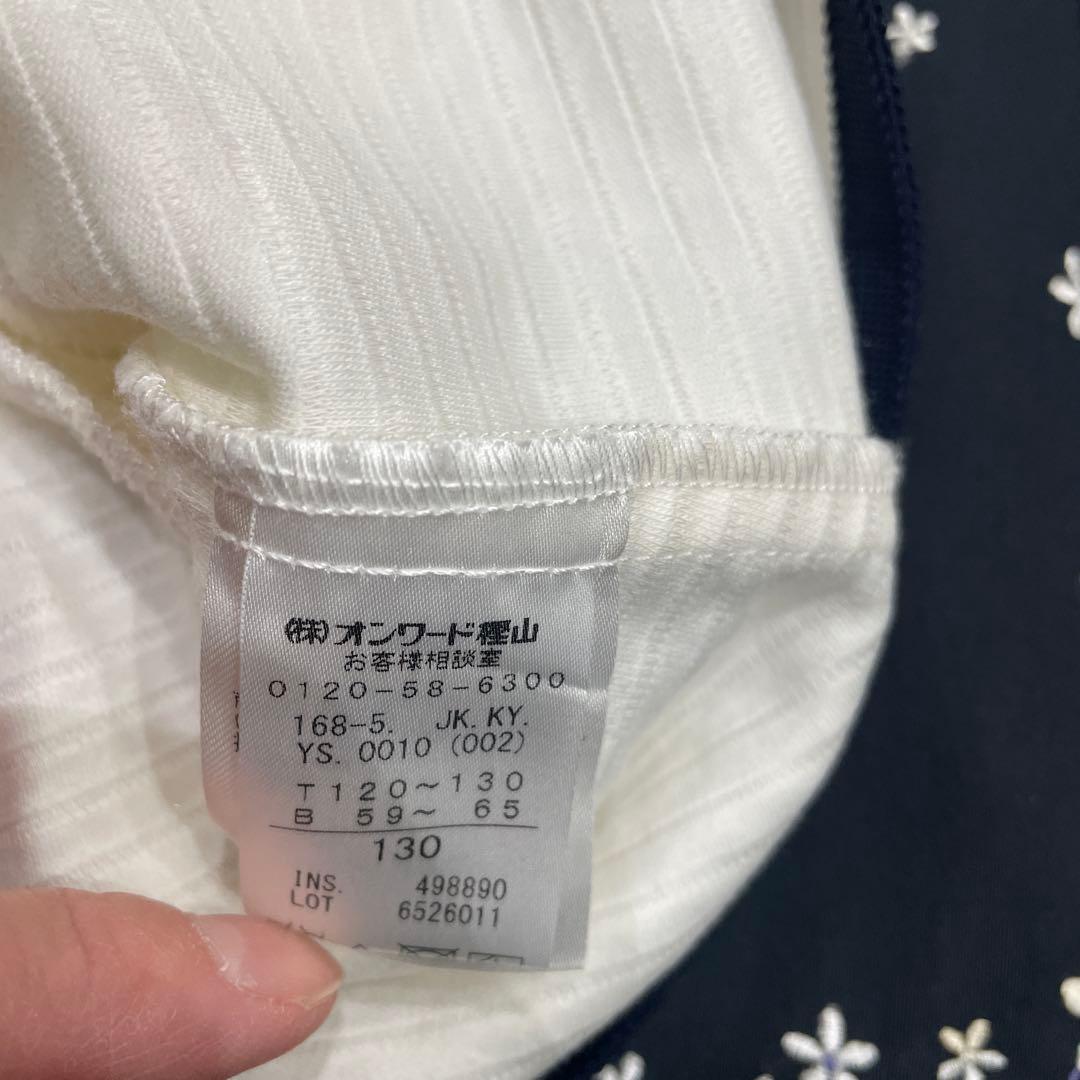 (株)オンワード樫山
お客様相談室
0120-58-6300
168-5. JK. KY.
YS. 0010 (002)
T 120~130
B 59~ 65
130
INS. 498890
LOT 6526011